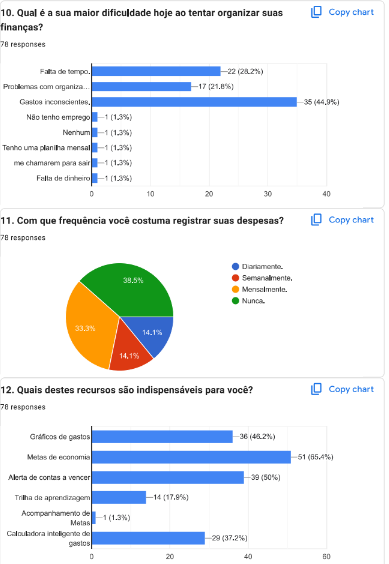 10. Qual é a sua maior dificuldade hoje ao tentar organizar suas
finanças?
Copy chart
78 responses
Falta de tempo.
22 (28.2%)
Problemas com organiza...
17 (21.8%)
Gastos inconscientes.
35 (44,9%)
Não tenho emprego
1 (1,3%)
Nenhum
1 (1,3%)
Tenho uma planilha mensal
1 (1,3%)
me chamarem para sair
1 (1,3%)
Falta de dinheiro
1 (1,3%)
0 10 20 30 40
11. Com que frequência você costuma registrar suas despesas?
Copy chart
78 responses
Diariamente.
Semanalmente.
Mensalmente.
Nunca.
38.5%
33.3%
14.1%
14.1%
12. Quais destes recursos são indispensáveis para você?
Copy chart
78 responses
Gráficos de gastos
36 (46.2%)
Metas de economia
51 (65.4%)
Alerta de contas a vencer
39 (50%)
Trilha de aprendizagem
14 (17.9%)
Acompanhamento de
Metas
1 (1.3%)
Calculadora inteligente de
gastos
29 (37.2%)
0 20 40 60